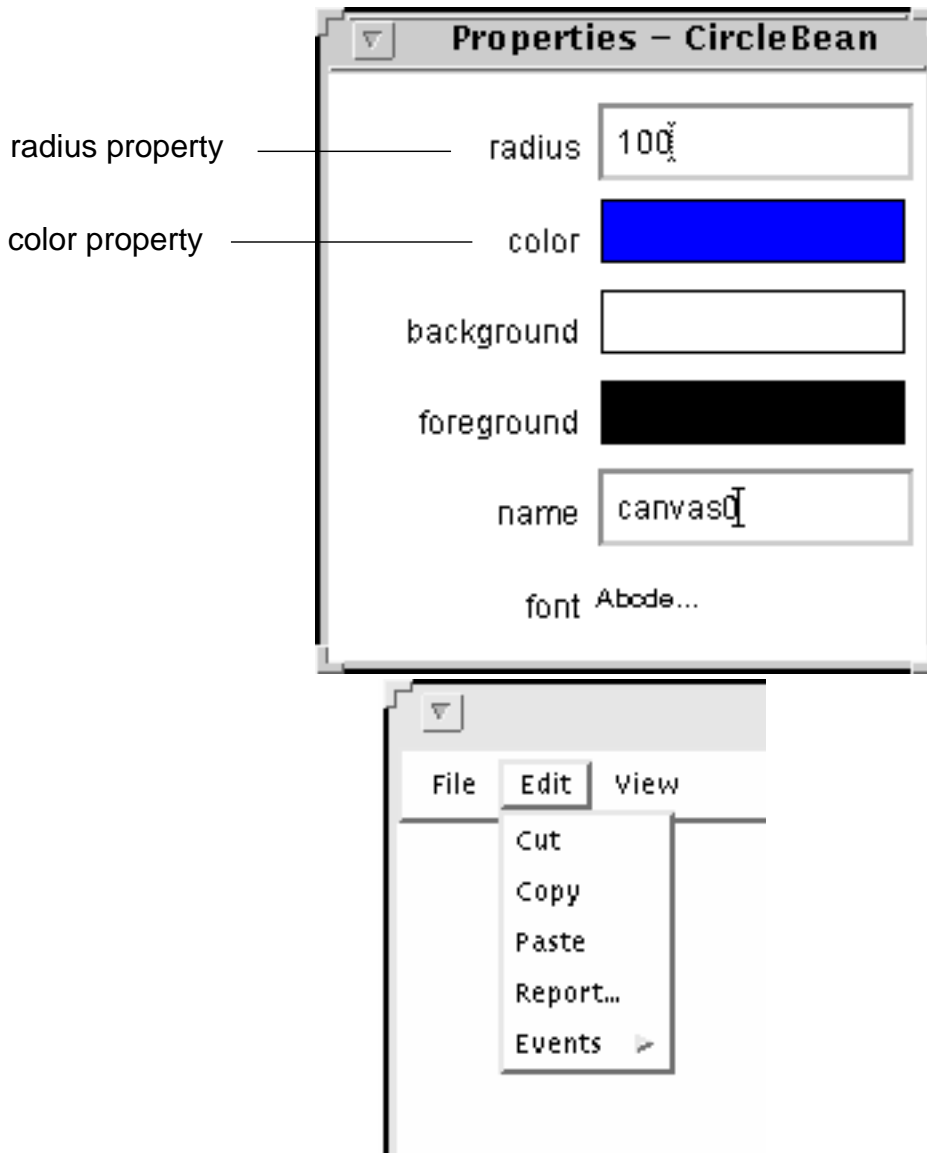 Properties – CircleBean
radius property
radius
100
color property
color
background
foreground
name
canvas0
font
Abcde...
File Edit View
Cut
Copy
Paste
Report...
Events